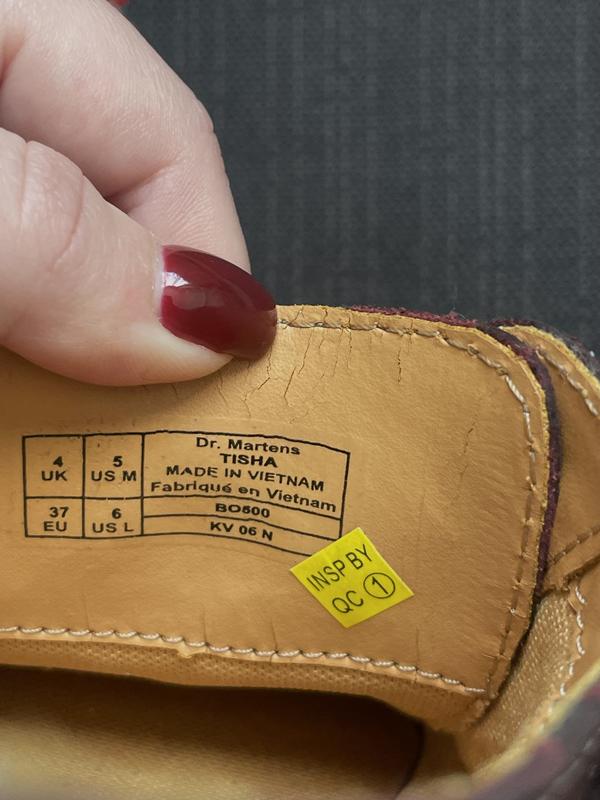 4
UK
5
US M
37
EU
6
US L
Dr. Martens
TISHA
MADE IN VIETNAM
Fabriqué en Vietnam
BO500
KV 06 N
INSP BY
QC 1